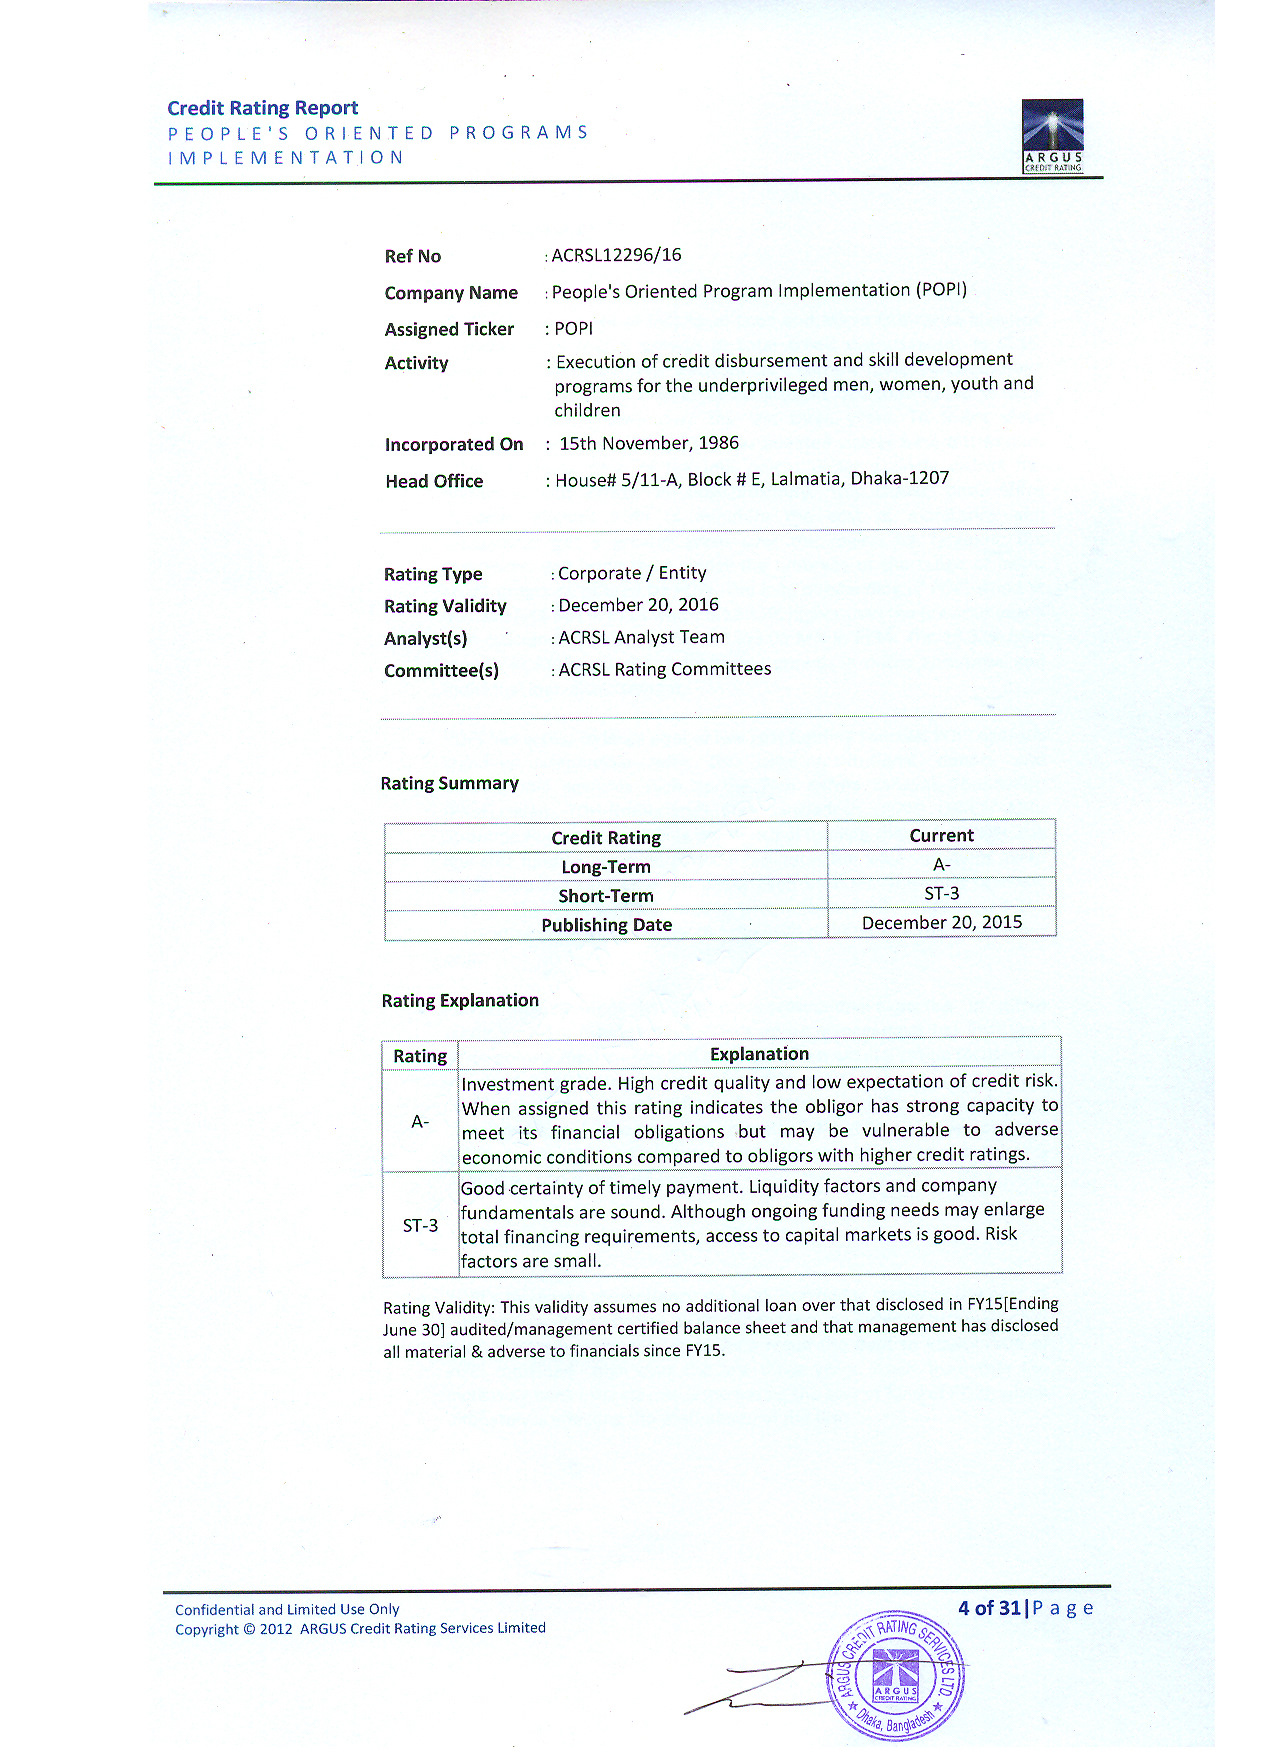 Credit Rating Report
PEOPLE'S ORIENTED PROGRAMS
IMPLEMENTATION
ARGUS
CREDIT RATING
Ref No : ACRSL12296/16
Company Name : People's Oriented Program Implementation (POPI)
Assigned Ticker : POPI
Activity : Execution of credit disbursement and skill development
programs for the underprivileged men, women, youth and
children
Incorporated On : 15th November, 1986
Head Office : House# 5/11-A, Block # E, Lalmatia, Dhaka-1207
Rating Type : Corporate / Entity
Rating Validity : December 20, 2016
Analyst(s) : ACRSL Analyst Team
Committee(s) : ACRSL Rating Committees
Rating Summary
Credit Rating Current
Long-Term A-
Short-Term ST-3
Publishing Date December 20, 2015
Rating Explanation
Rating Explanation
A-
Investment grade. High credit quality and low expectation of credit risk.
When assigned this rating indicates the obligor has strong capacity to
meet its financial obligations but may be vulnerable to adverse
economic conditions compared to obligors with higher credit ratings.
ST-3
Good certainty of timely payment. Liquidity factors and company
fundamentals are sound. Although ongoing funding needs may enlarge
total financing requirements, access to capital markets is good. Risk
factors are small.
Rating Validity: This validity assumes no additional loan over that disclosed in FY15[Ending
June 30] audited/management certified balance sheet and that management has disclosed
all material & adverse to financials since FY15.
Confidential and Limited Use Only
Copyright © 2012 ARGUS Credit Rating Services Limited
4 of 31|Page
ARGUS CREDIT RATING SERVICES LTD.
ARGUS
CREDIT RATING
Dhaka, Bangladesh